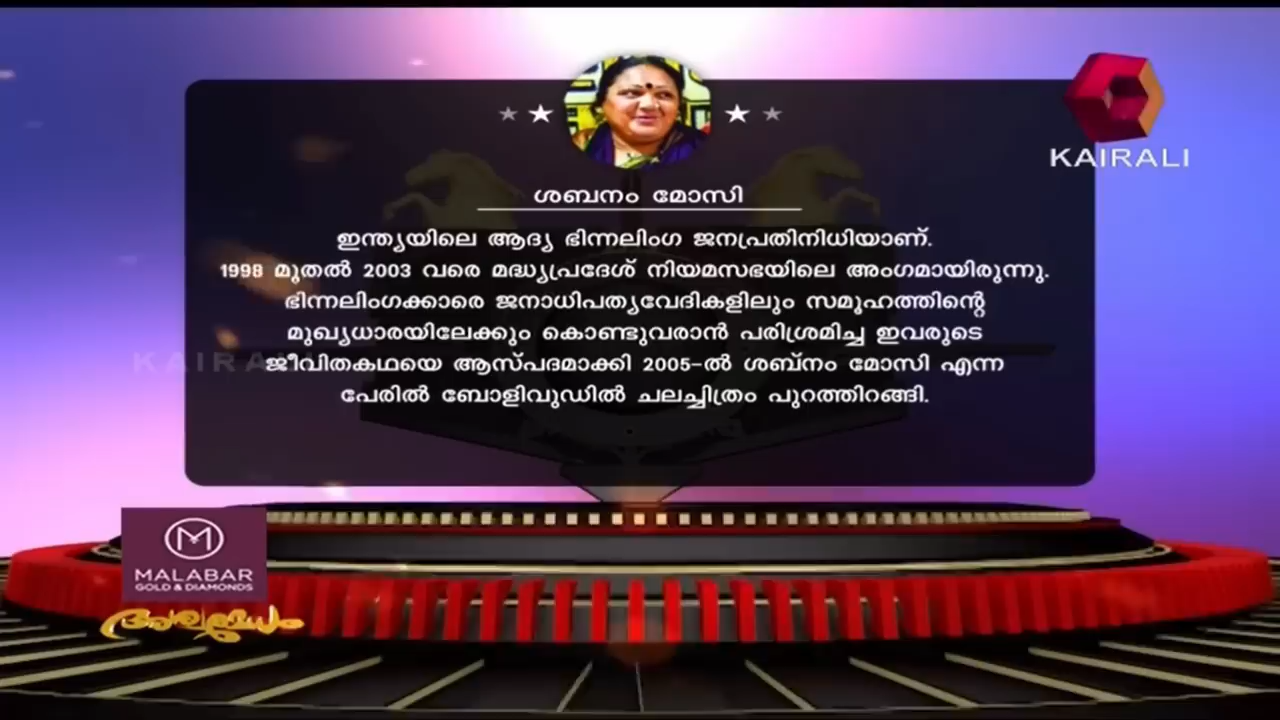 KAIRALI
ശബനം മോസി
ഇന്ത്യയിലെ ആദ്യ ഭിന്നലിംഗ ജനപ്രതിനിധിയാണ്.
1998 മുതൽ 2003 വരെ മദ്ധ്യപ്രദേശ് നിയമസഭയിലെ അംഗമായിരുന്നു.
ഭിന്നലിംഗക്കാരെ ജനാധിപത്യവേദികളിലും സമൂഹത്തിന്റെ
മുഖ്യധാരയിലേക്കും കൊണ്ടുവരാൻ പരിശ്രമിച്ച ഇവരുടെ
ജീവിതകഥയെ ആസ്പദമാക്കി 2005-ൽ ശബ്നം മോസി എന്ന
പേരിൽ ബോളിവുഡിൽ ചലച്ചിത്രം പുറത്തിറങ്ങി.
KAIRALI
M
MALABAR
GOLD & DIAMONDS
അശ്വമേധം